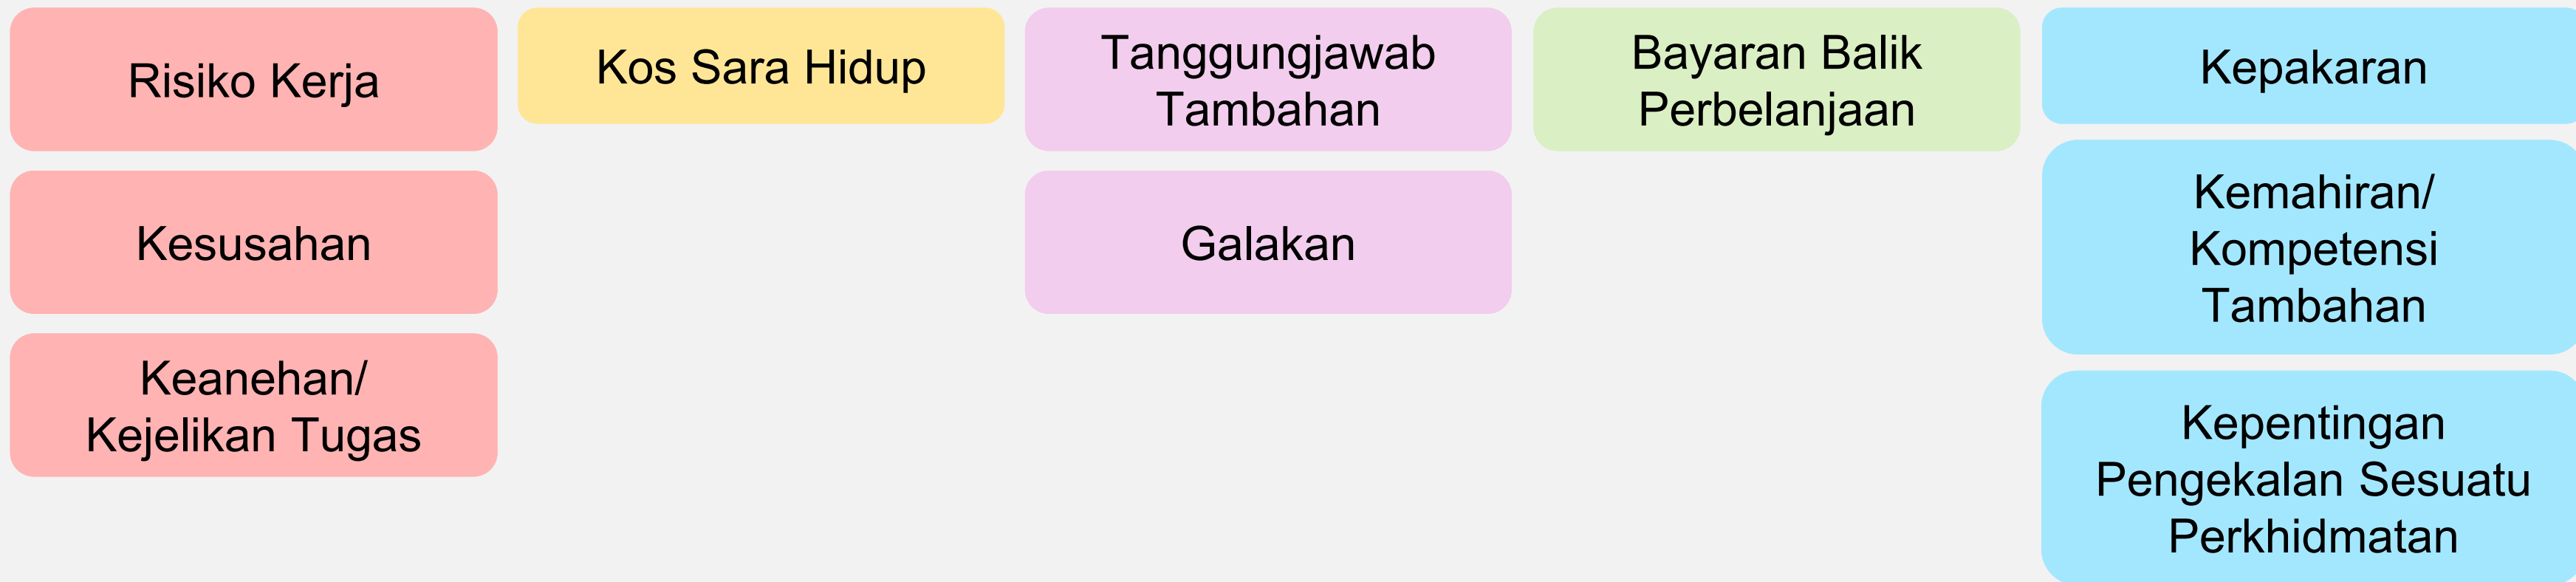 Risiko Kerja
Kesusahan
Keanehan/
Kejelikan Tugas
Kos Sara Hidup
Tanggungjawab
Tambahan
Galakan
Bayaran Balik
Perbelanjaan
Kepakaran
Kemahiran/
Kompetensi
Tambahan
Kepentingan
Pengekalan Sesuatu
Perkhidmatan